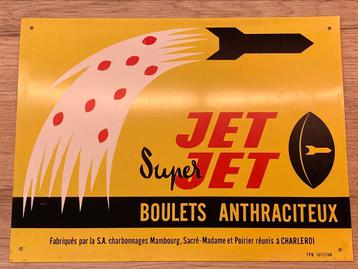 JET
Super JET
BOULETS ANTHRACITEUX
Fabriqués par la S.A. charbonnages Mambourg, Sacré-Madame et Poirier réunis à CHARLEROI